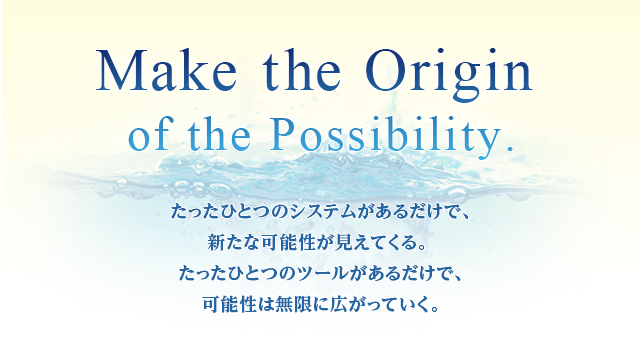 Make the Origin
of the Possibility.
たったひとつのシステムがあるだけで、
新たな可能性が見えてくる。
たったひとつのツールがあるだけで、
可能性は無限に広がっていく。